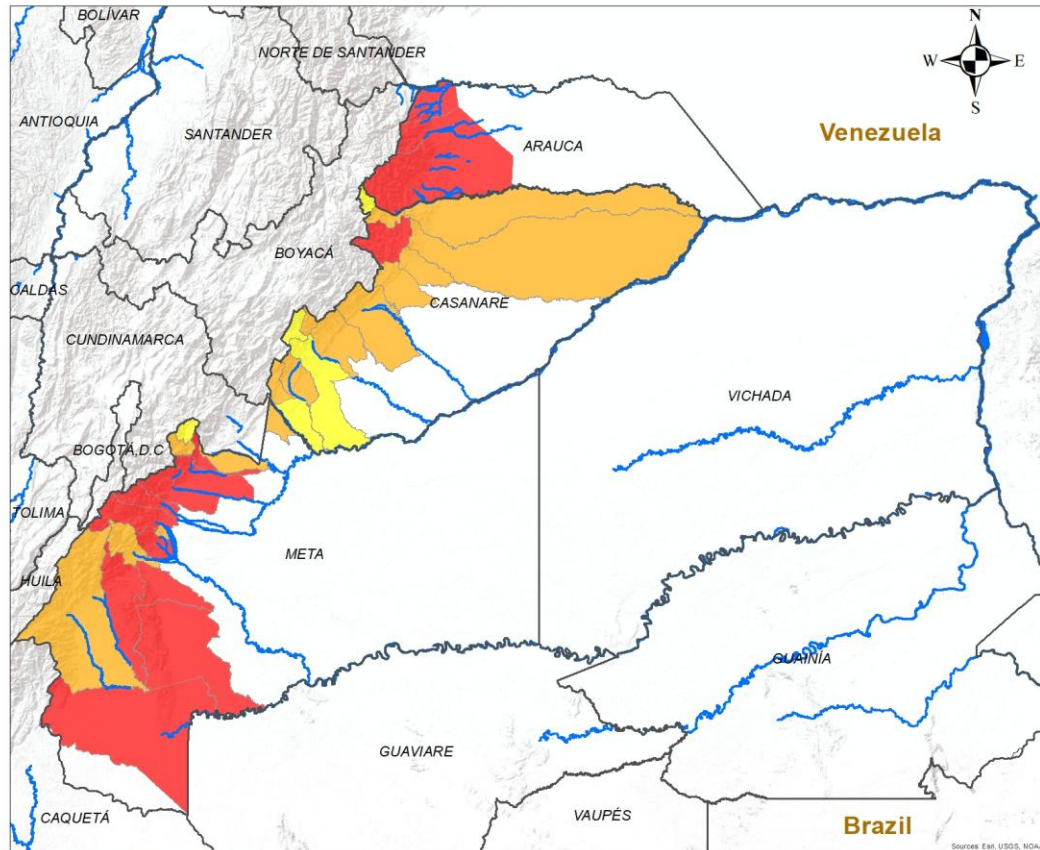 BOLÍVAR
NORTE DE SANTANDER
N
W
E
S
ANTIOQUIA
SANTANDER
ARAUCA
Venezuela
BOYACÁ
CALDAS
CASANARE
CUNDINAMARCA
VICHADA
BOGOTÁ,D.C
TOLIMA
META
HUILA
GUAINÍA
GUAVIARE
CAQUETÁ
VAUPÉS
Brazil
Sources: Esri, USGS, NOAA